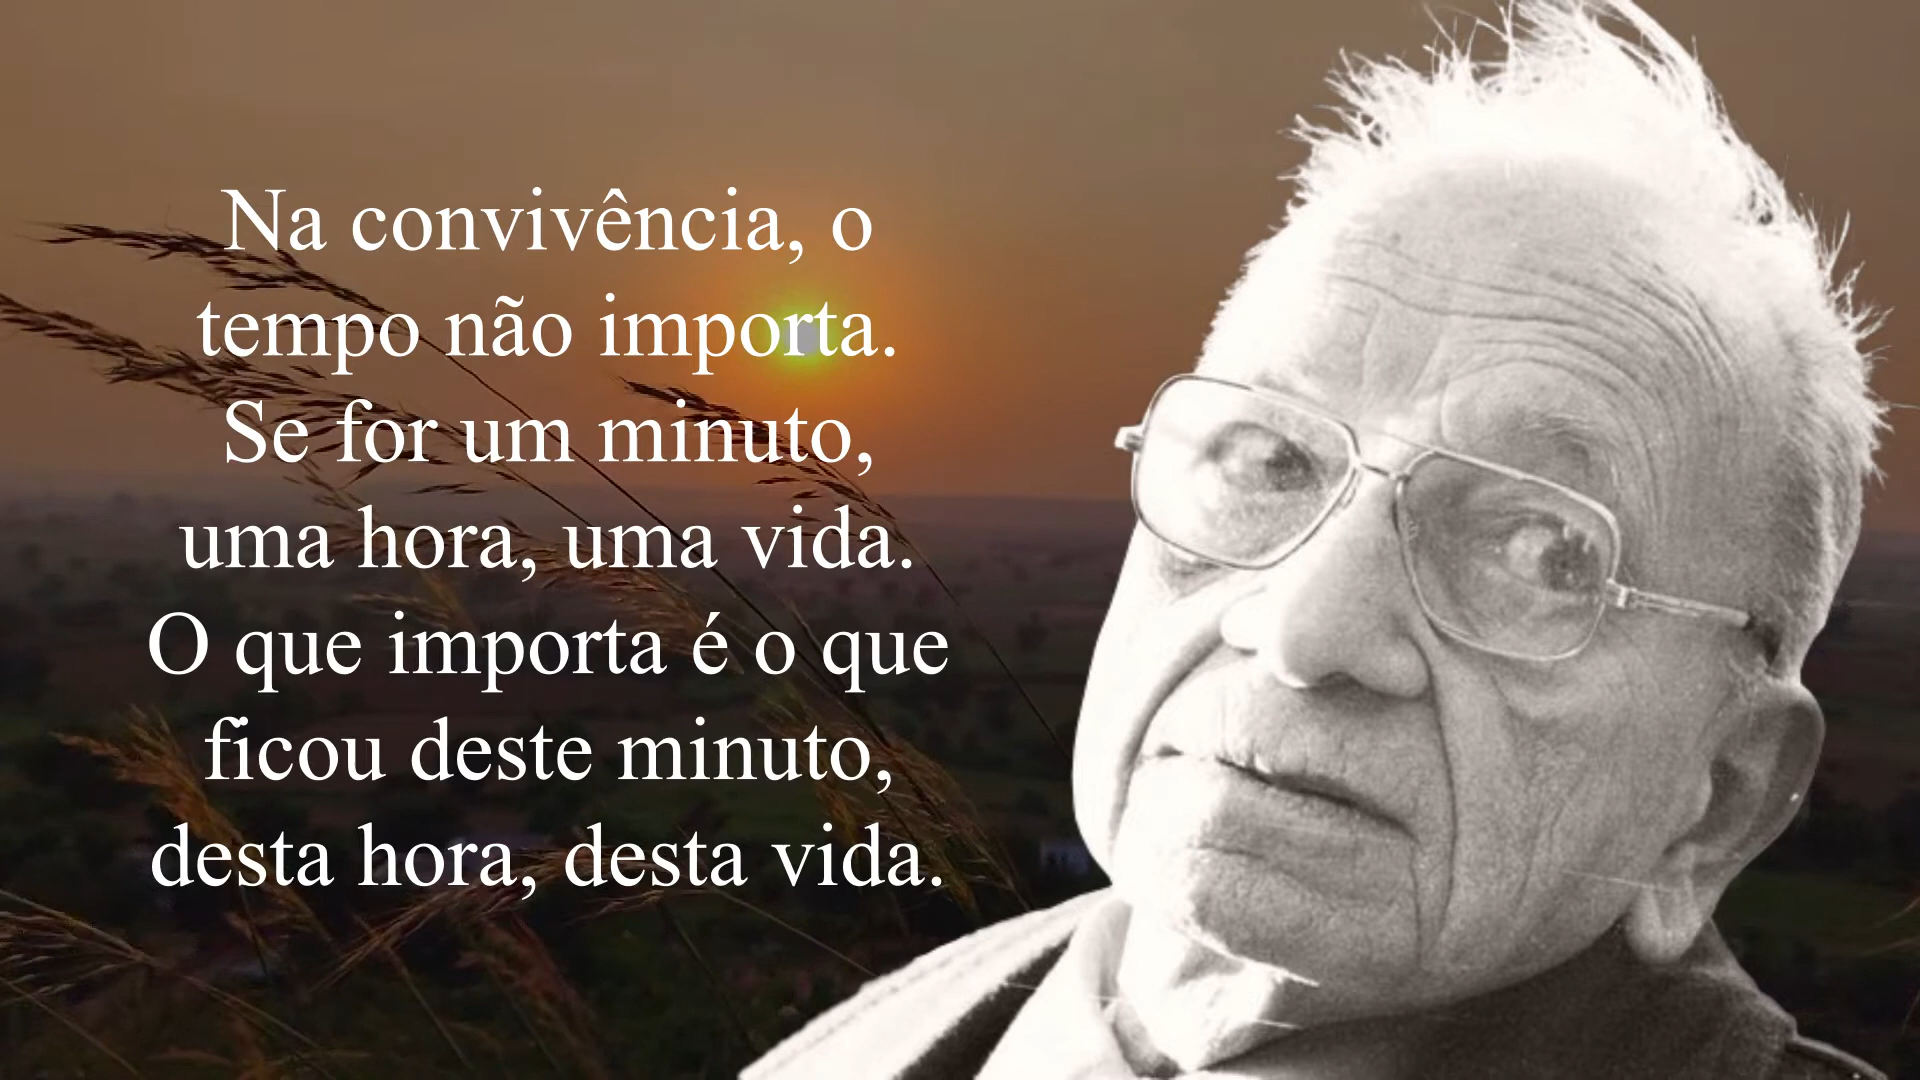 Na convivência, o
tempo não importa.
Se for um minuto,
uma hora, uma vida.
O que importa é o que
ficou deste minuto,
desta hora, desta vida.